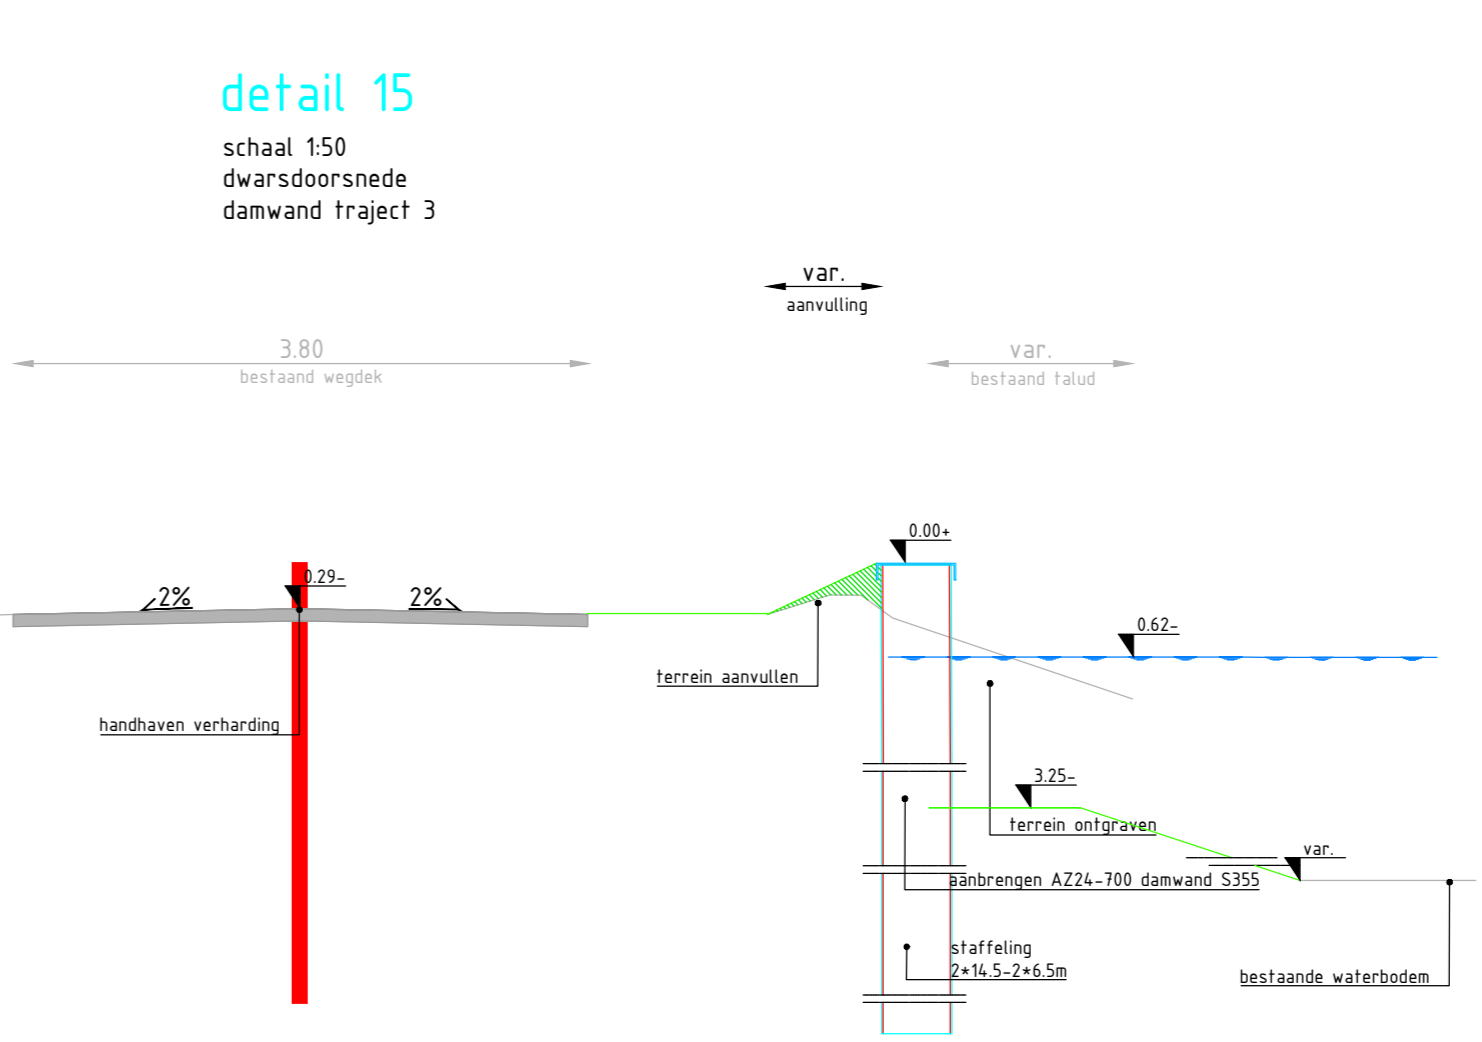 detail 15
schaal 1:50
dwarsdoorsnede
damwand traject 3
var.
aanvulling
3.80
bestaand wegdek
var.
bestaand talud
0.00+
2%
0.29-
2%
0.62-
terrein aanvullen
handhaven verharding
3.25-
terrein ontgraven
var.
aanbrengen AZ24-700 damwand S355
staffeling
2*14.5-2*6.5m
bestaande waterbodem